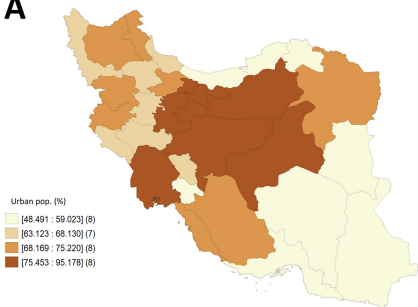 A
Urban pop. (%)
[48.491 : 59.023] (8)
[63.123 : 68.130] (7)
[68.169 : 75.220] (8)
[75.453 : 95.178] (8)